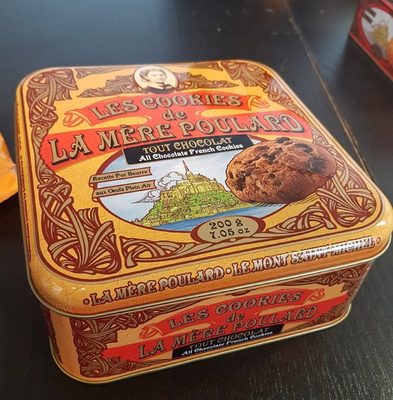 LES COOKIES
de
LA MÈRE POULARD
TOUT CHOCOLAT
All Chocolate French Cookies
Recette Pur Beurre
aux Oeufs Plein Air
200 g
7.05 oz
LA MÈRE POULARD • LE MONT SAINT-MICHEL
LES COOKIES
de
LA MÈRE POULARD
TOUT CHOCOLAT
All Chocolate French Cookies